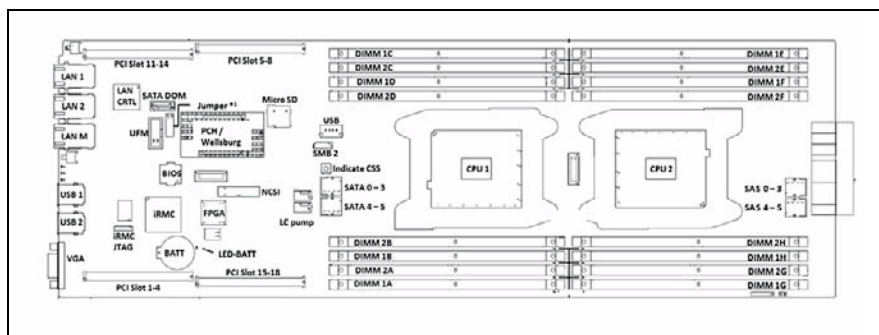 PCI Slot 11-14
PCI Slot 5-8
DIMM 1C
DIMM 1E
DIMM 2C
DIMM 2E
DIMM 1D
DIMM 1F
DIMM 2D
DIMM 2F
LAN 1
LAN
CRTL
SATA DOM
Jumper *1
Micro SD
LAN 2
UFM
PCH /
Wellsburg
USB
LAN M
SMB 2
CPU 1
CPU 2
BIOS
Indicate CSS
NCSI
SATA 0 – 3
SAS 0 – 3
USB 1
SATA 4 – 5
SAS 4 – 5
iRMC
FPGA
LC pump
USB 2
iRMC
JTAG
BATT
LED-BATT
VGA
DIMM 2B
DIMM 2H
DIMM 1B
DIMM 1H
DIMM 2A
DIMM 2G
DIMM 1A
DIMM 1G
PCI Slot 1-4
PCI Slot 15-18